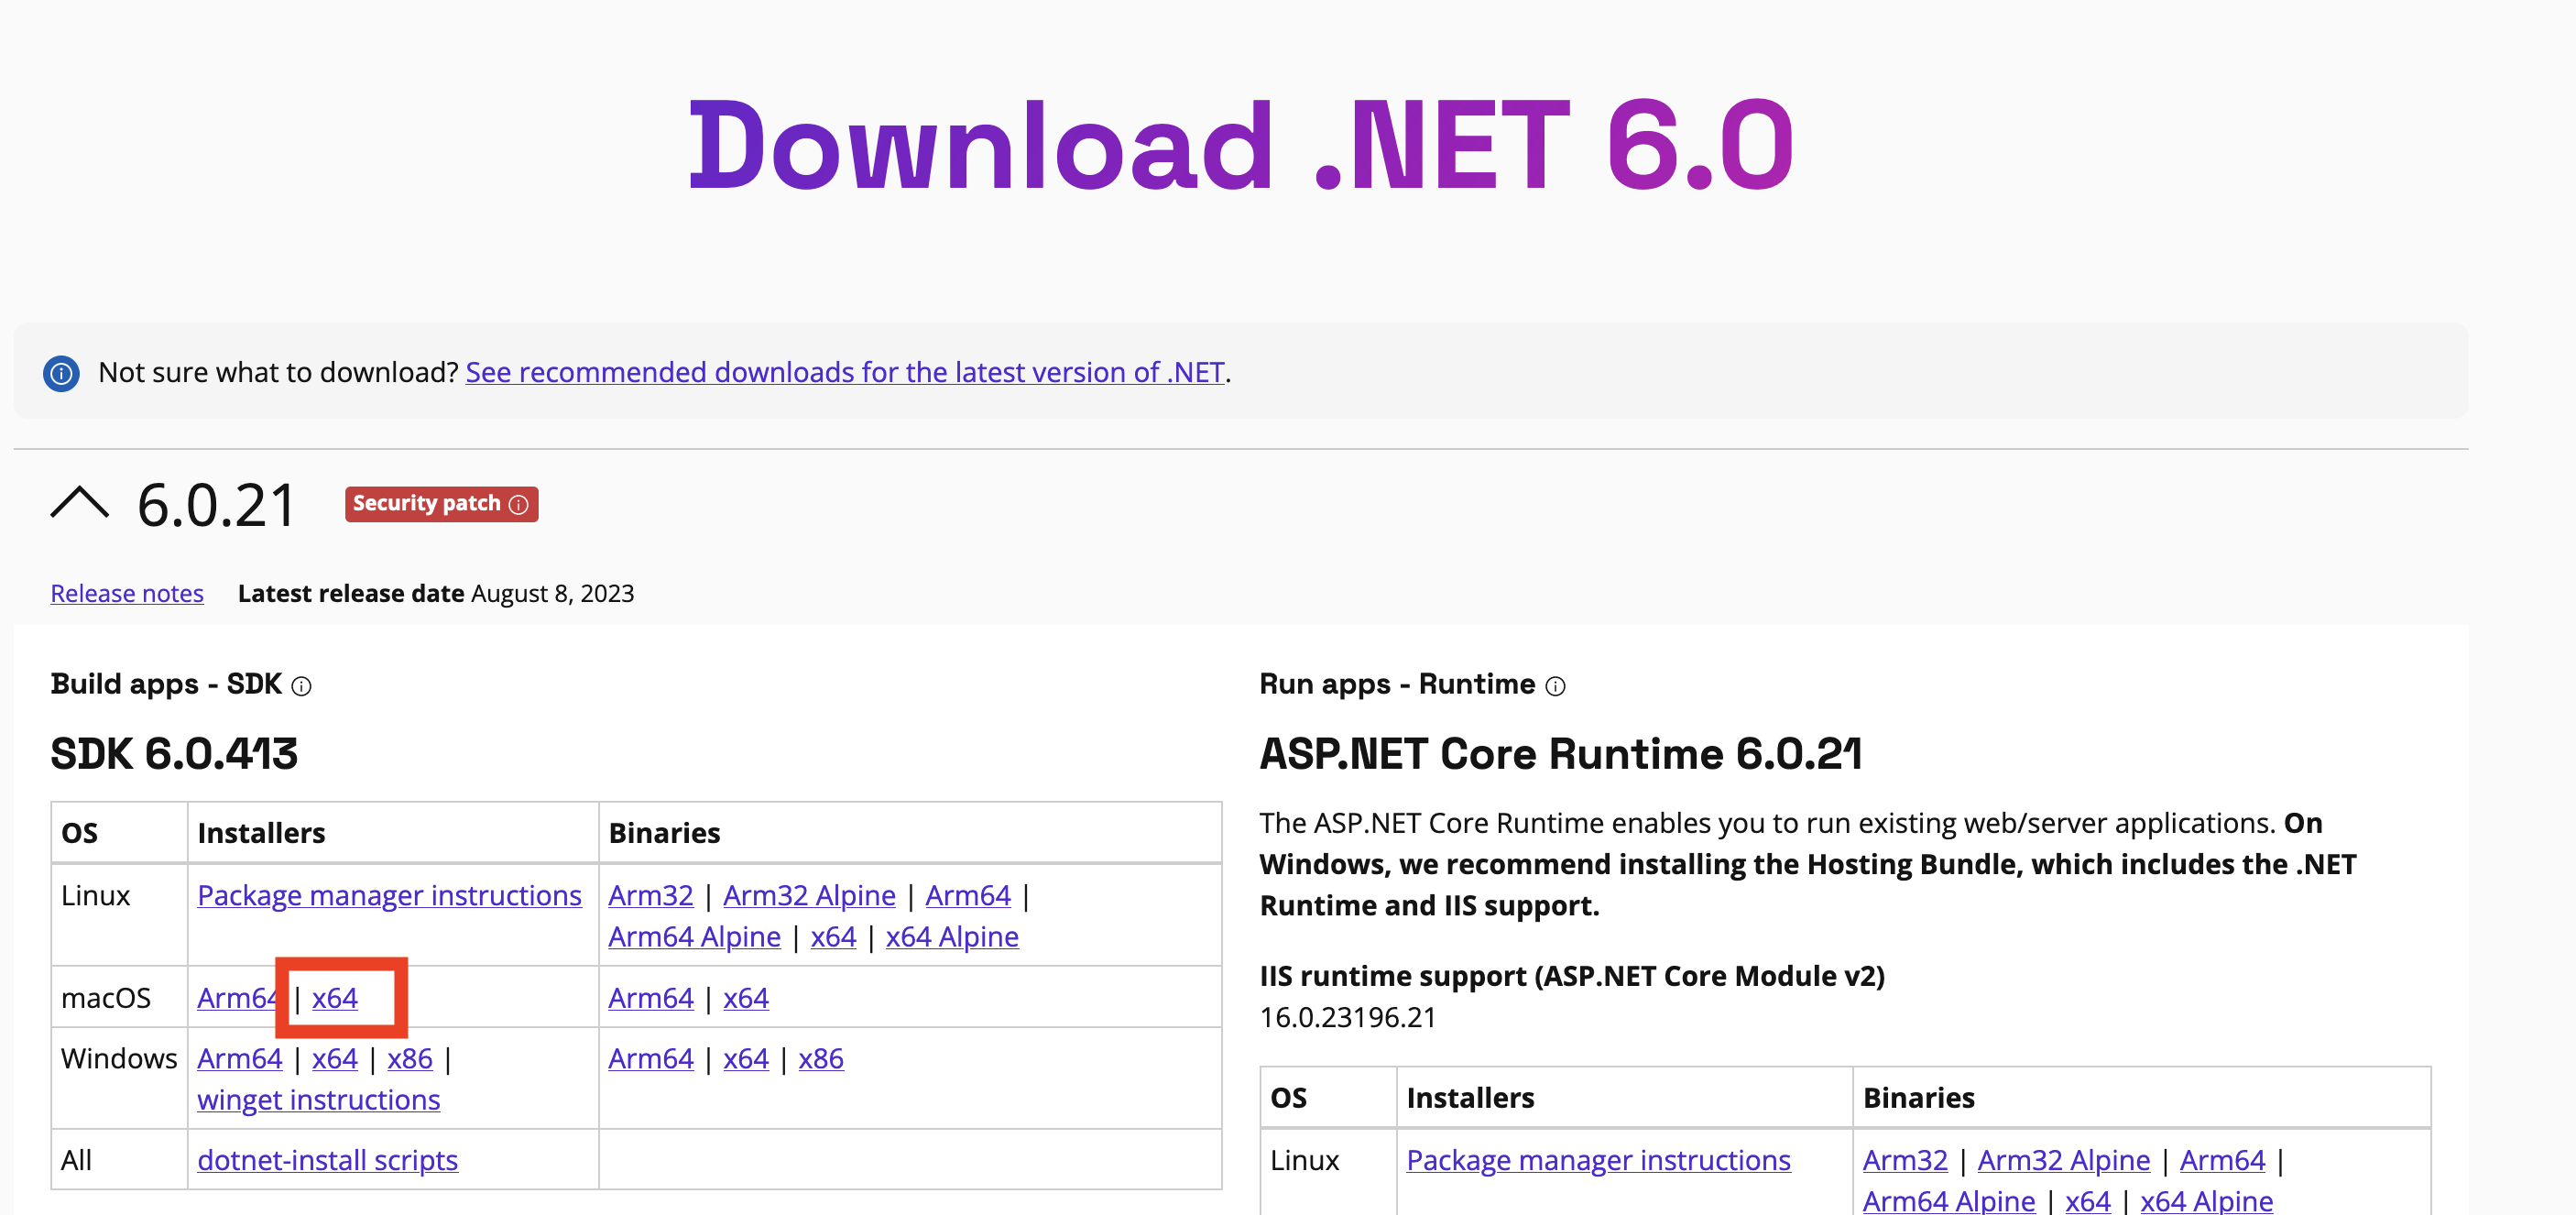 Download .NET 6.0
Not sure what to download? See recommended downloads for the latest version of .NET.
6.0.21 Security patch
Release notes Latest release date August 8, 2023
Build apps - SDK
SDK 6.0.413
OS Installers Binaries
Linux Package manager instructions Arm32 | Arm32 Alpine | Arm64 |
Arm64 Alpine | x64 | x64 Alpine
macOS Arm64 | x64 Arm64 | x64
Windows Arm64 | x64 | x86 | Arm64 | x64 | x86
winget instructions
All dotnet-install scripts
Run apps - Runtime
ASP.NET Core Runtime 6.0.21
The ASP.NET Core Runtime enables you to run existing web/server applications. On
Windows, we recommend installing the Hosting Bundle, which includes the .NET
Runtime and IIS support.
IIS runtime support (ASP.NET Core Module v2)
16.0.23196.21
OS Installers Binaries
Linux Package manager instructions Arm32 | Arm32 Alpine | Arm64 |
Arm64 Alpine | x64 | x64 Alpine